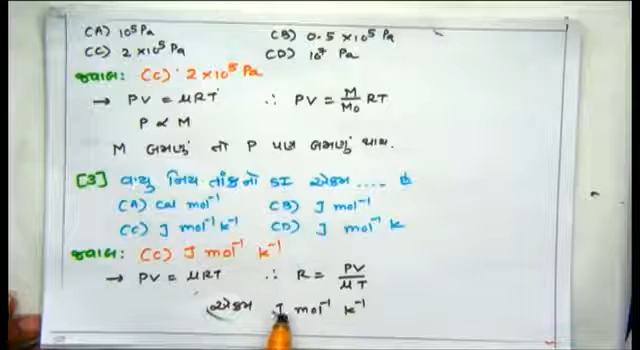 (A) 10⁵ Pa (B) 0.5 × 10⁵ Pa
(C) 2 × 10⁵ Pa (D) 10⁴ Pa
જવાબ: (C) 2 × 10⁵ Pa
→ PV = μRT ∴ PV = M/M₀ RT
P ∝ M
M બમણું તો P પણ બમણું થાય.
[3] વાયુ નિયતાંકનો SI એકમ .... છે
(A) Cal mol⁻¹ (B) J mol⁻¹
(C) J mol⁻¹ k⁻¹ (D) J mol⁻¹ k
જવાબ: (C) J mol⁻¹ k⁻¹
→ PV = μRT ∴ R = PV/μT
એકમ J mol⁻¹ k⁻¹